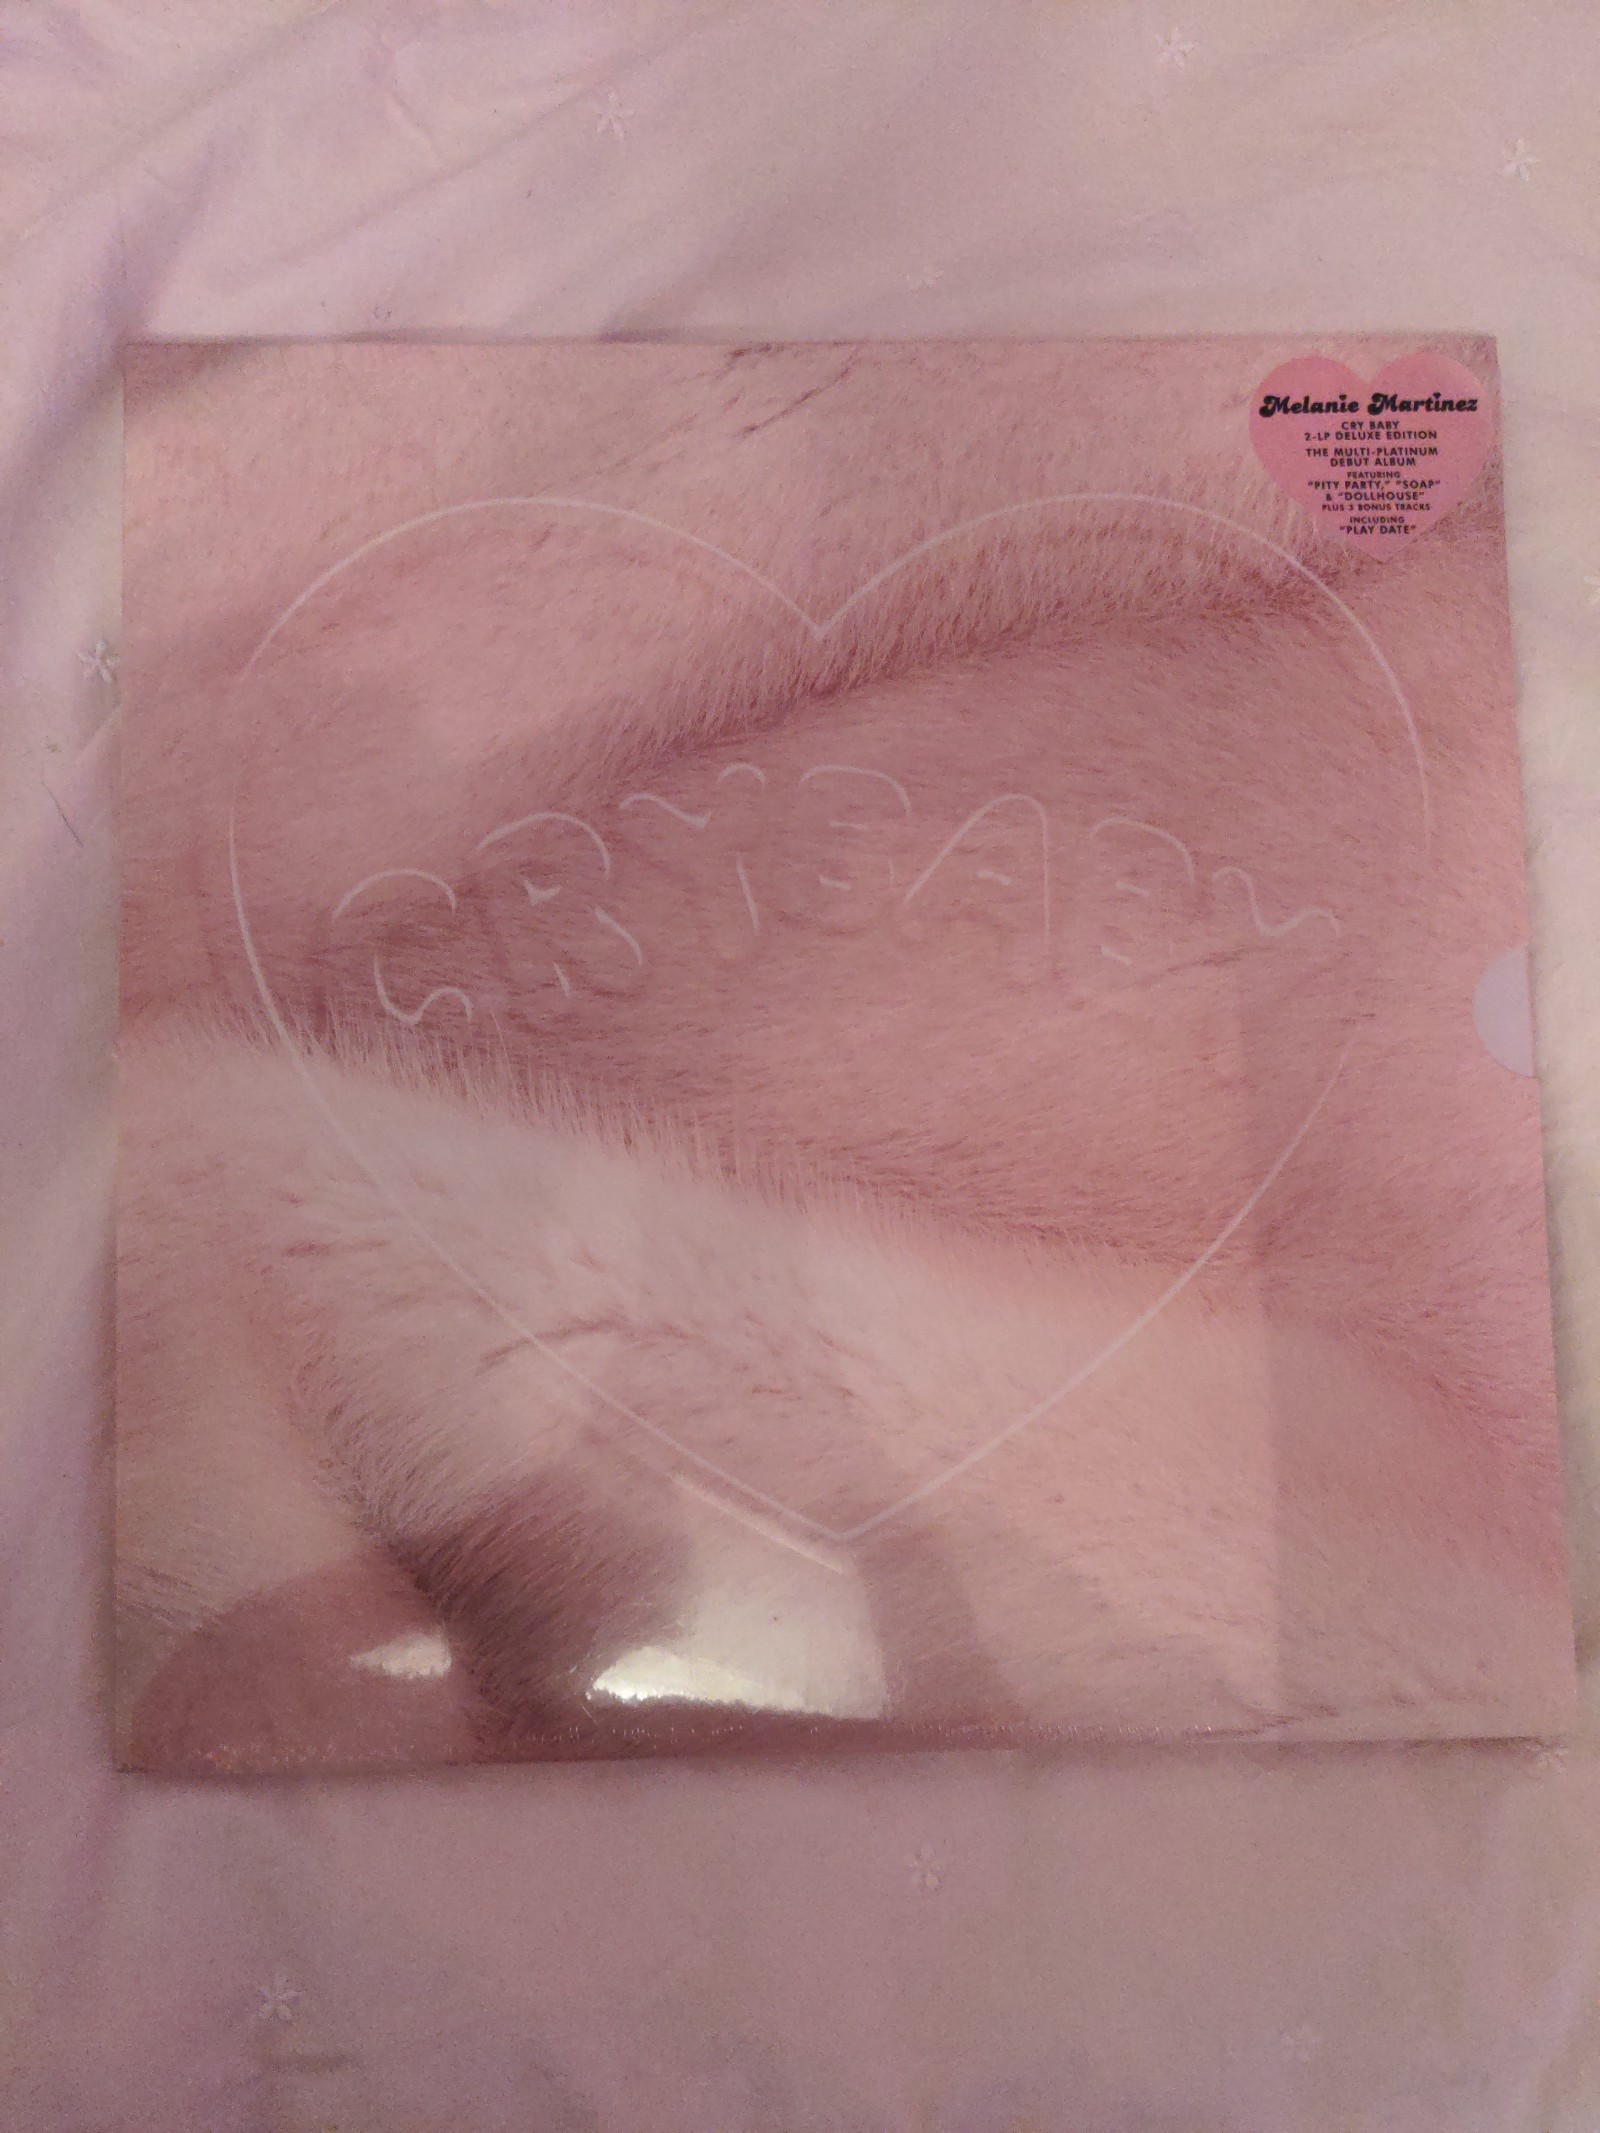 Melanie Martinez
CRY BABY
2-LP DELUXE EDITION
THE MULTI-PLATINUM
DEBUT ALBUM
FEATURING
"PITY PARTY," "SOAP"
& "DOLLHOUSE"
PLUS 3 BONUS TRACKS
INCLUDING
"PLAY DATE"
CRYBABY